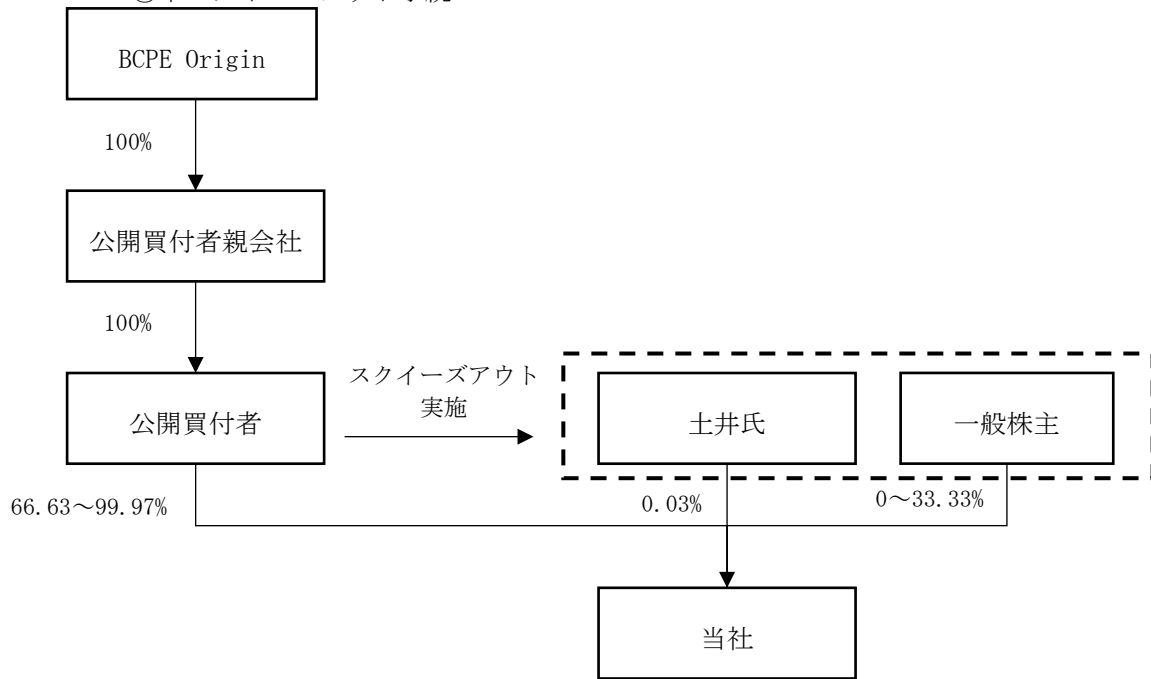 BCPE Origin
100%
公開買付者親会社
100%
公開買付者
スクイーズアウト
実施
土井氏
一般株主
66.63～99.97%
0.03%
0～33.33%
当社